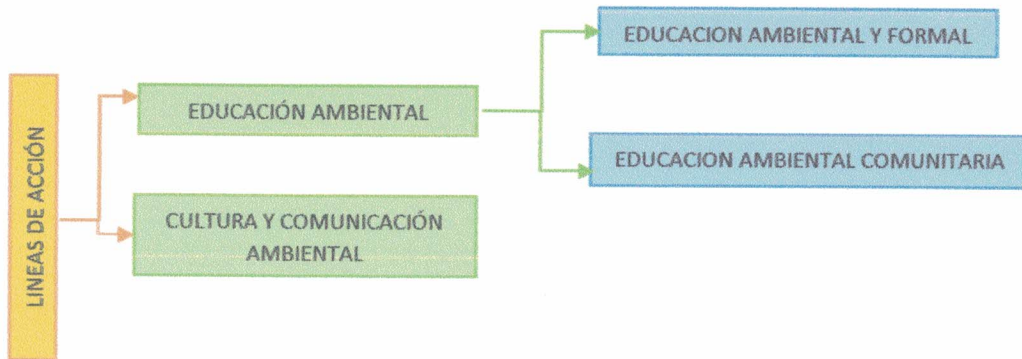 LINEAS DE ACCIÓN
EDUCACIÓN AMBIENTAL
CULTURA Y COMUNICACIÓN
AMBIENTAL
EDUCACION AMBIENTAL Y FORMAL
EDUCACION AMBIENTAL COMUNITARIA